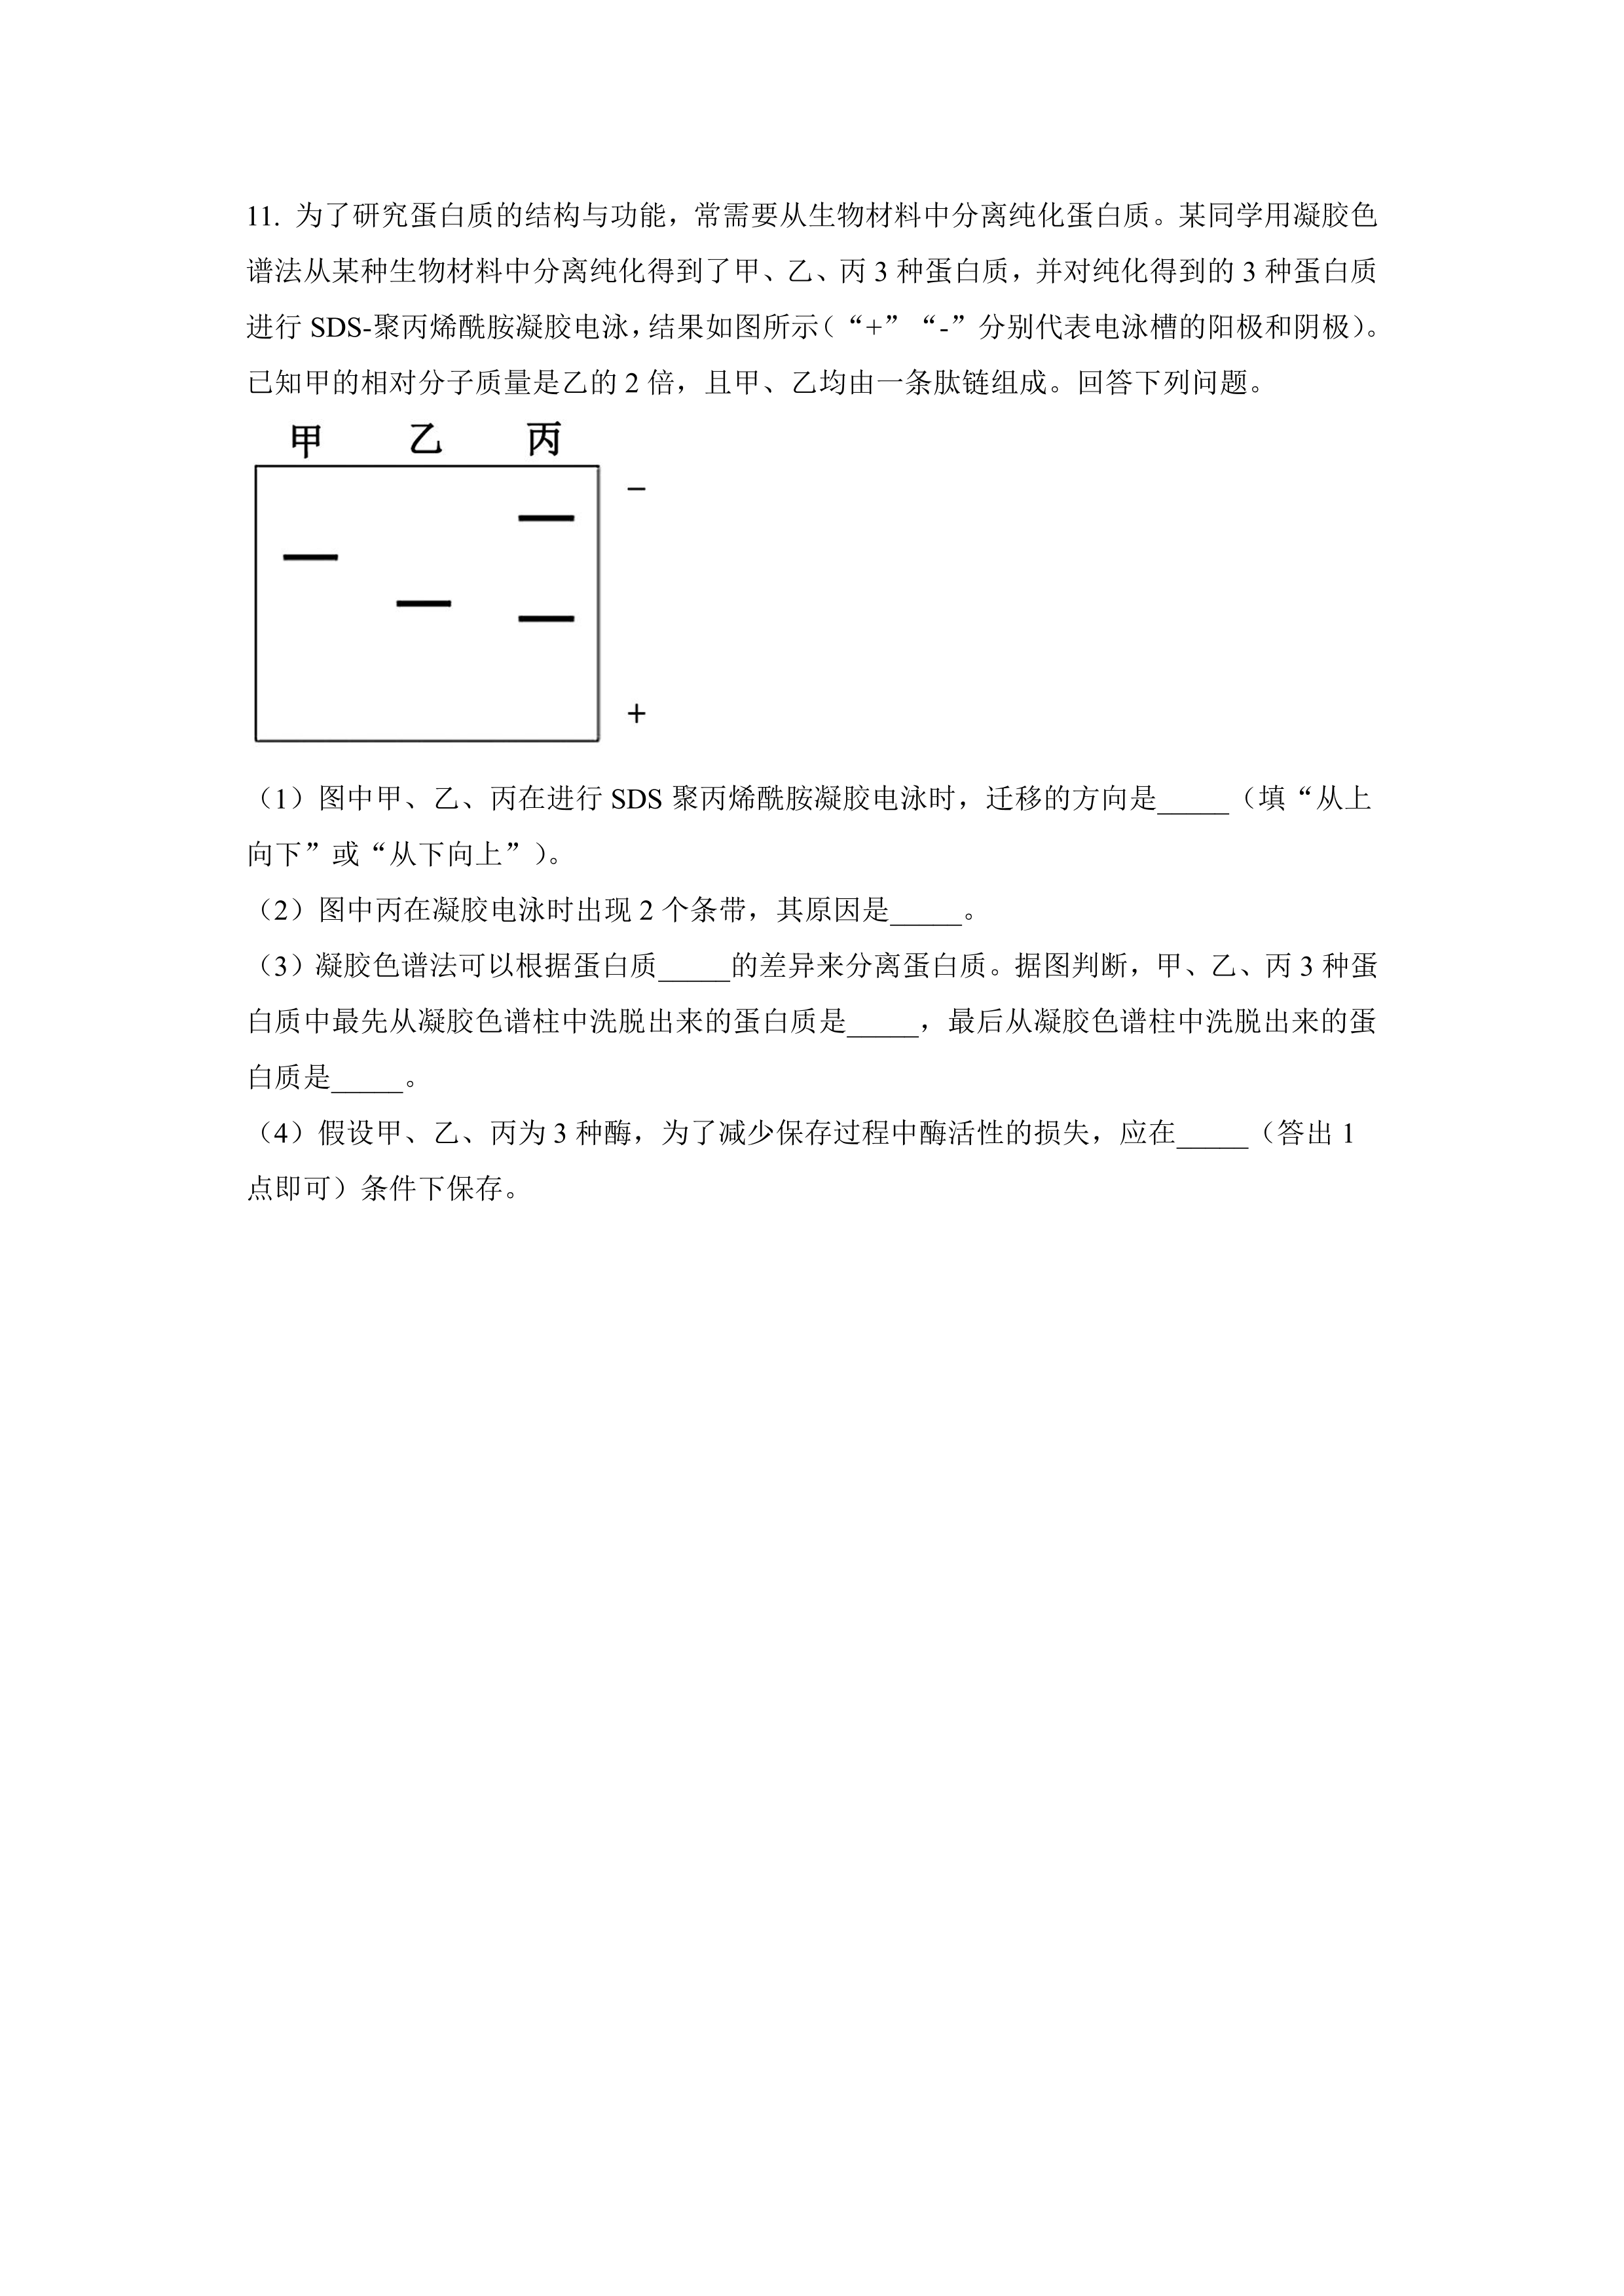 11. 为了研究蛋白质的结构与功能，常需要从生物材料中分离纯化蛋白质。某同学用凝胶色
谱法从某种生物材料中分离纯化得到了甲、乙、丙 3 种蛋白质，并对纯化得到的 3 种蛋白质
进行 SDS-聚丙烯酰胺凝胶电泳，结果如图所示（“+”“-”分别代表电泳槽的阳极和阴极）。
已知甲的相对分子质量是乙的 2 倍，且甲、乙均由一条肽链组成。回答下列问题。
甲 乙 丙
－
＋
（1）图中甲、乙、丙在进行 SDS 聚丙烯酰胺凝胶电泳时，迁移的方向是_____（填“从上
向下”或“从下向上”）。
（2）图中丙在凝胶电泳时出现 2 个条带，其原因是_____。
（3）凝胶色谱法可以根据蛋白质_____的差异来分离蛋白质。据图判断，甲、乙、丙 3 种蛋
白质中最先从凝胶色谱柱中洗脱出来的蛋白质是_____，最后从凝胶色谱柱中洗脱出来的蛋
白质是_____。
（4）假设甲、乙、丙为 3 种酶，为了减少保存过程中酶活性的损失，应在_____（答出 1
点即可）条件下保存。